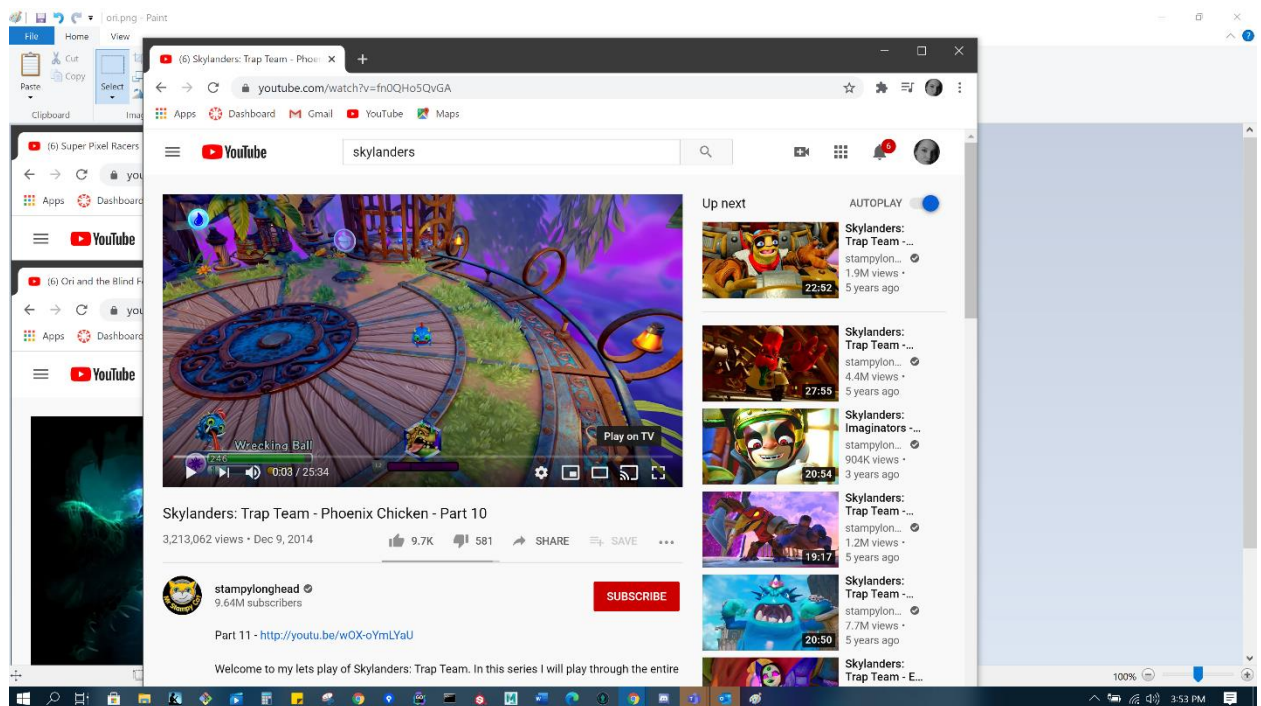 ori.png - Paint
File Home View
Paste
Cut
Copy
Select
Clipboard
(6) Super Pixel Racers
Apps Dashboard
YouTube
(6) Ori and the Blind
Apps Dashboard
YouTube
(6) Skylanders: Trap Team - Phoe
youtube.com/watch?v=fn0QHo5QvGA
Apps Dashboard Gmail YouTube Maps
YouTube
skylanders
6
Wrecking Ball
246
Play on TV
0:03 / 25:34
Skylanders: Trap Team - Phoenix Chicken - Part 10
3,213,062 views • Dec 9, 2014
9.7K 581 SHARE SAVE
stampylonghead
9.64M subscribers
SUBSCRIBE
Part 11 - http://youtu.be/wOX-oYmLYaU
Welcome to my lets play of Skylanders: Trap Team. In this series I will play through the entire
Up next AUTOPLAY
22:52
Skylanders:
Trap Team -...
stampylon...
1.9M views •
5 years ago
27:55
Skylanders:
Trap Team -...
stampylon...
4.4M views •
5 years ago
20:54
Skylanders:
Imaginators -...
stampylon...
904K views •
3 years ago
19:17
Skylanders:
Trap Team -...
stampylon...
1.2M views •
5 years ago
20:50
Skylanders:
Trap Team -...
stampylon...
7.7M views •
5 years ago
Skylanders:
Trap Team - E...
100%
3:53 PM